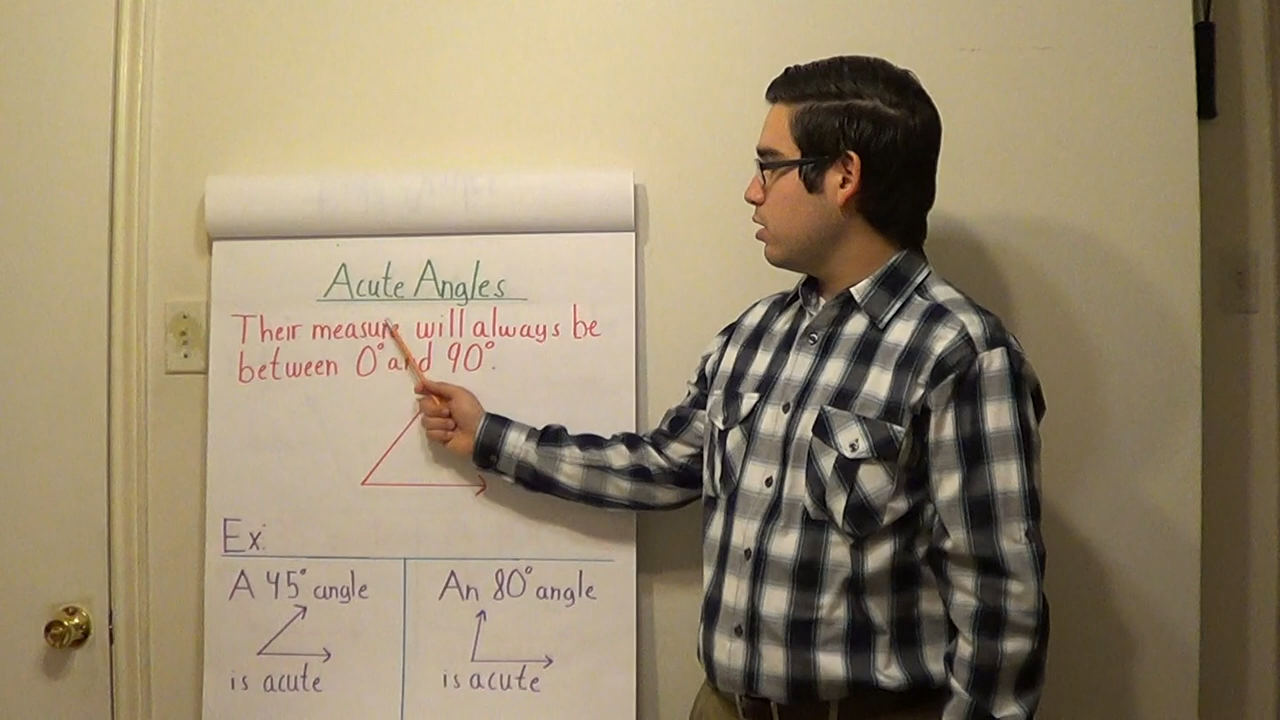 Acute Angles
Their measure will always be
between 0° and 90°.
Ex:
A 45° angle
is acute
An 80° angle
is acute